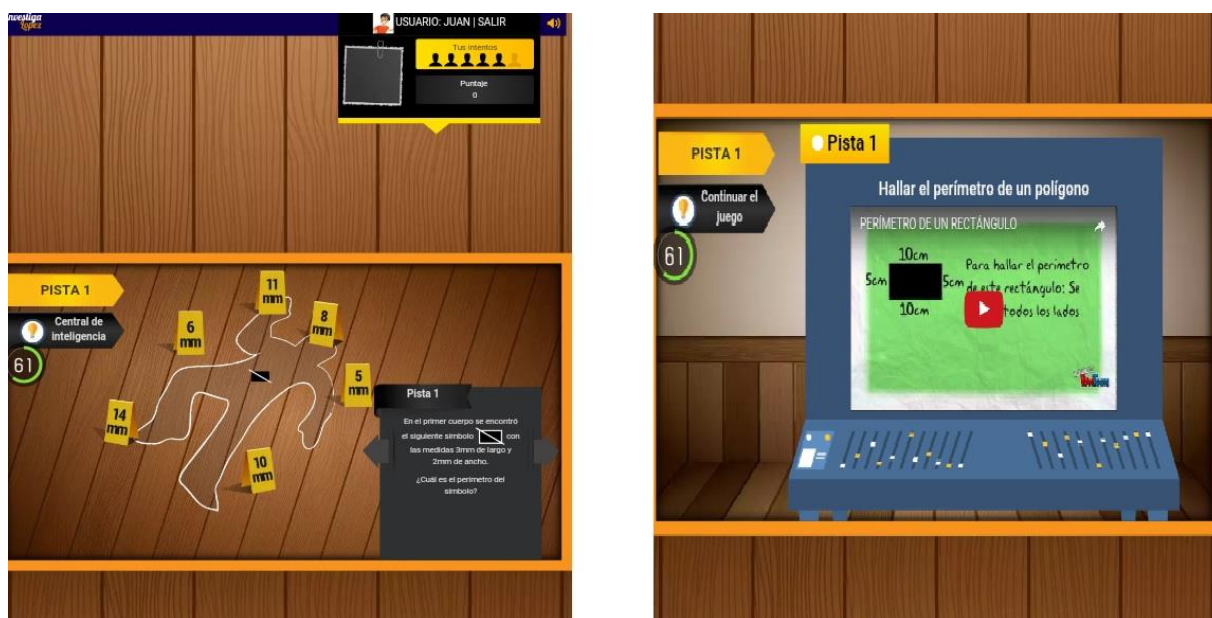 Investiga
López
USUARIO: JUAN | SALIR
Tus intentos
Puntaje
0
PISTA 1
Central de
inteligencia
61
11
mm
8
mm
6
mm
5
mm
14
mm
10
mm
Pista 1
En el primer cuerpo se encontró
el siguiente símbolo con
las medidas 3mm de largo y
2mm de ancho.
¿Cuál es el perímetro del
símbolo?
PISTA 1
Continuar el
juego
61
Pista 1
Hallar el perímetro de un polígono
PERÍMETRO DE UN RECTÁNGULO
10cm
5cm
5cm
10cm
Para hallar el perimetro
de este rectángulo: Se
todos los lados